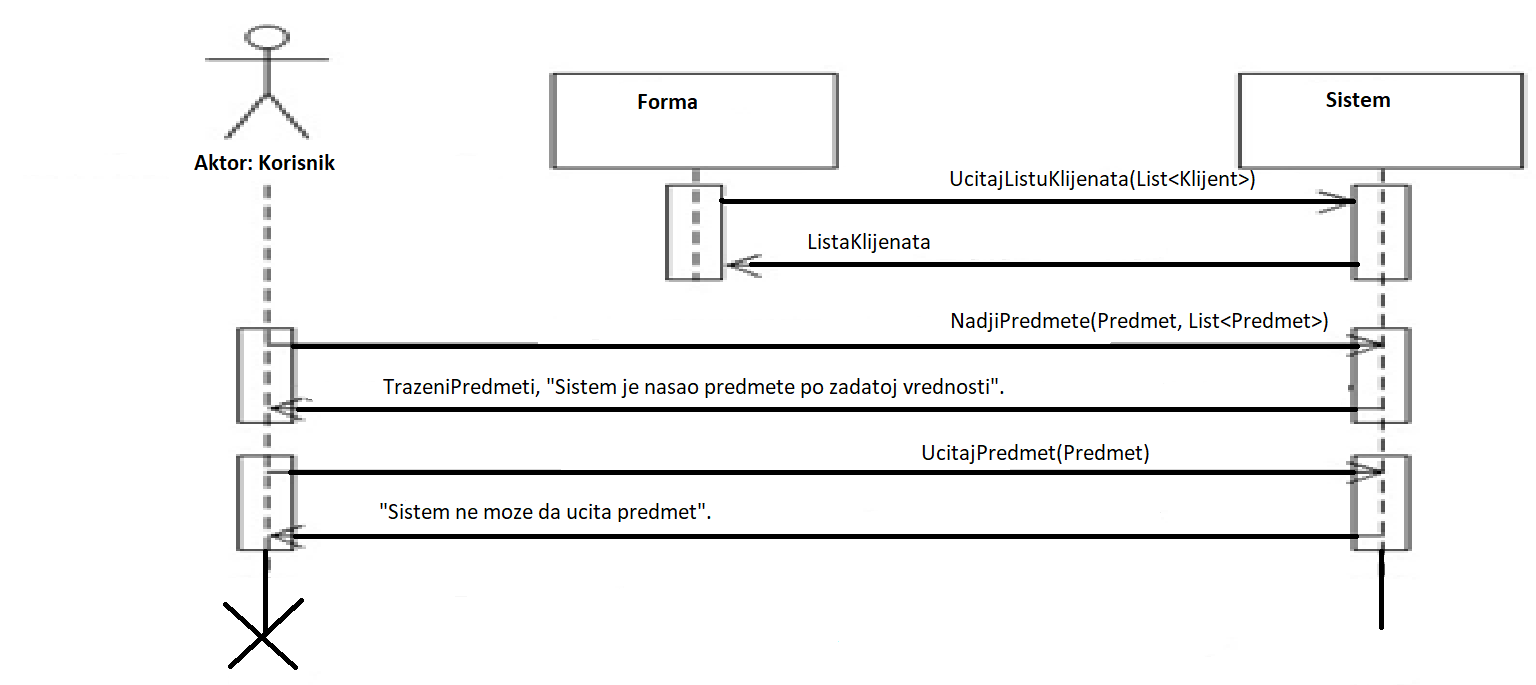 Forma
Sistem
Aktor: Korisnik
UcitajListuKlijenata(List<Klijent>)
ListaKlijenata
NadjiPredmete(Predmet, List<Predmet>)
TrazeniPredmeti, "Sistem je nasao predmete po zadatoj vrednosti".
UcitajPredmet(Predmet)
"Sistem ne moze da ucita predmet".